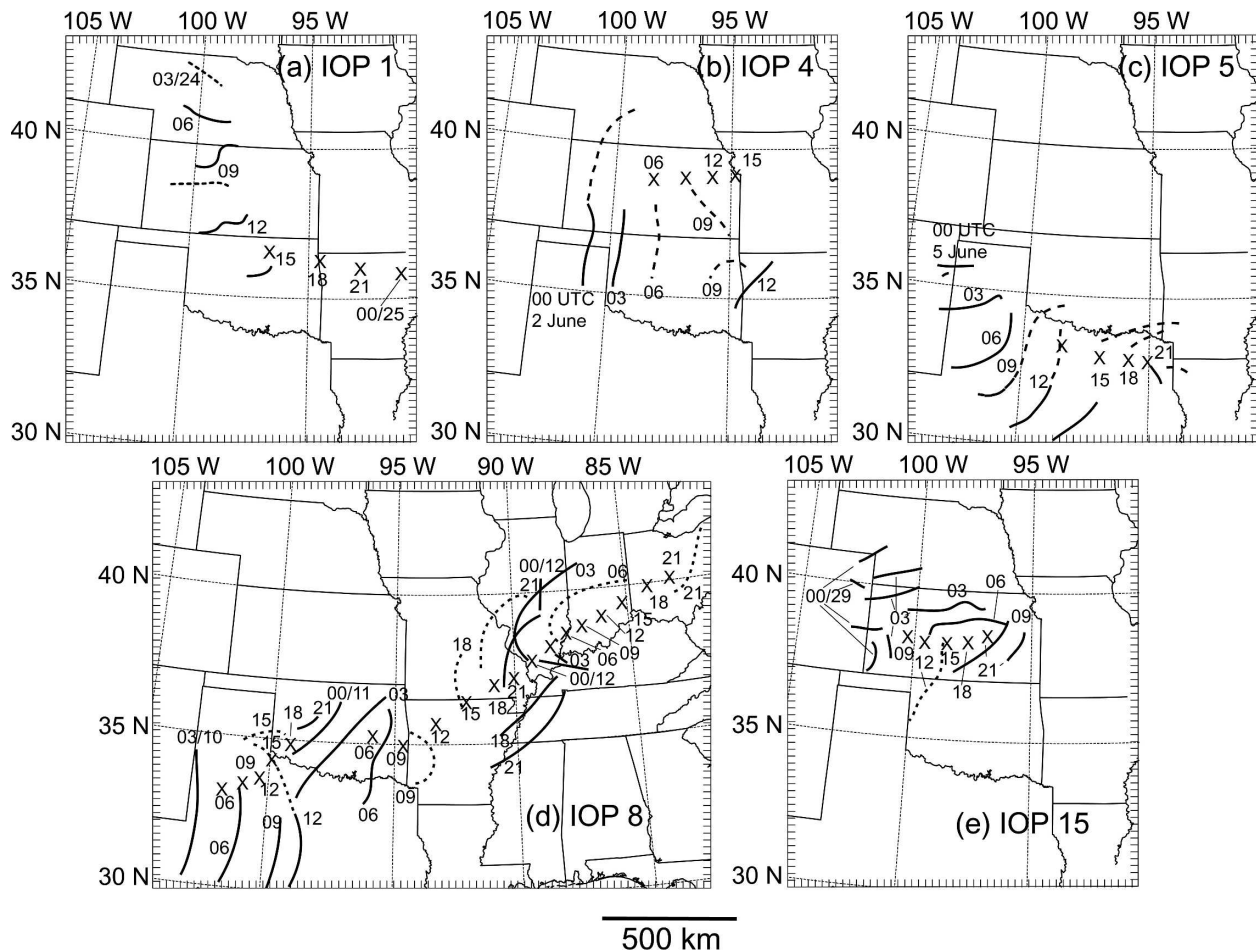 105 W 100 W 95 W
(a) IOP 1
03/24
06
40 N
09
12
15
35 N
18
21
00/25
30 N
105 W 100 W 95 W
(b) IOP 4
40 N
06
12
15
X X X X
09
35 N
00 UTC
2 June
03
06
09
12
30 N
105 W 100 W 95 W
(c) IOP 5
40 N
00 UTC
5 June
03
35 N
06
09
12
15
18
21
30 N
105 W 100 W 95 W 90 W 85 W
40 N
00/12
03
06
21
21
18
18
21
15
12
09
06
03
00/12
00/11
03
21
18
15
03/10
35 N
15
09
12
06
06
09
12
15
18
21
09
18
21
06
06
09
12
30 N
(d) IOP 8
105 W 100 W 95 W
40 N
00/29
03
03
06
09
09
12
15
18
21
35 N
(e) IOP 15
30 N
500 km